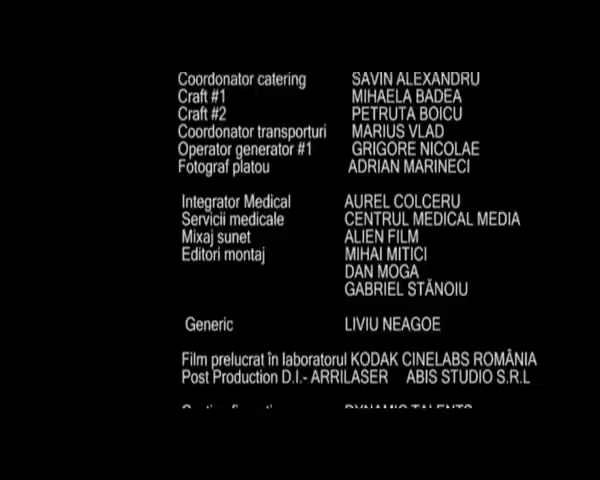 Coordonator catering SAVIN ALEXANDRU
Craft #1 MIHAELA BADEA
Craft #2 PETRUTA BOICU
Coordonator transporturi MARIUS VLAD
Operator generator #1 GRIGORE NICOLAE
Fotograf platou ADRIAN MARINECI
Integrator Medical AUREL COLCERU
Servicii medicale CENTRUL MEDICAL MEDIA
Mixaj sunet ALIEN FILM
Editori montaj MIHAI MITICI
DAN MOGA
GABRIEL STĂNOIU
Generic LIVIU NEAGOE
Film prelucrat în laboratorul KODAK CINELABS ROMÂNIA
Post Production D.I.- ARRILASER ABIS STUDIO S.R.L
DYNAMIC TALENTS